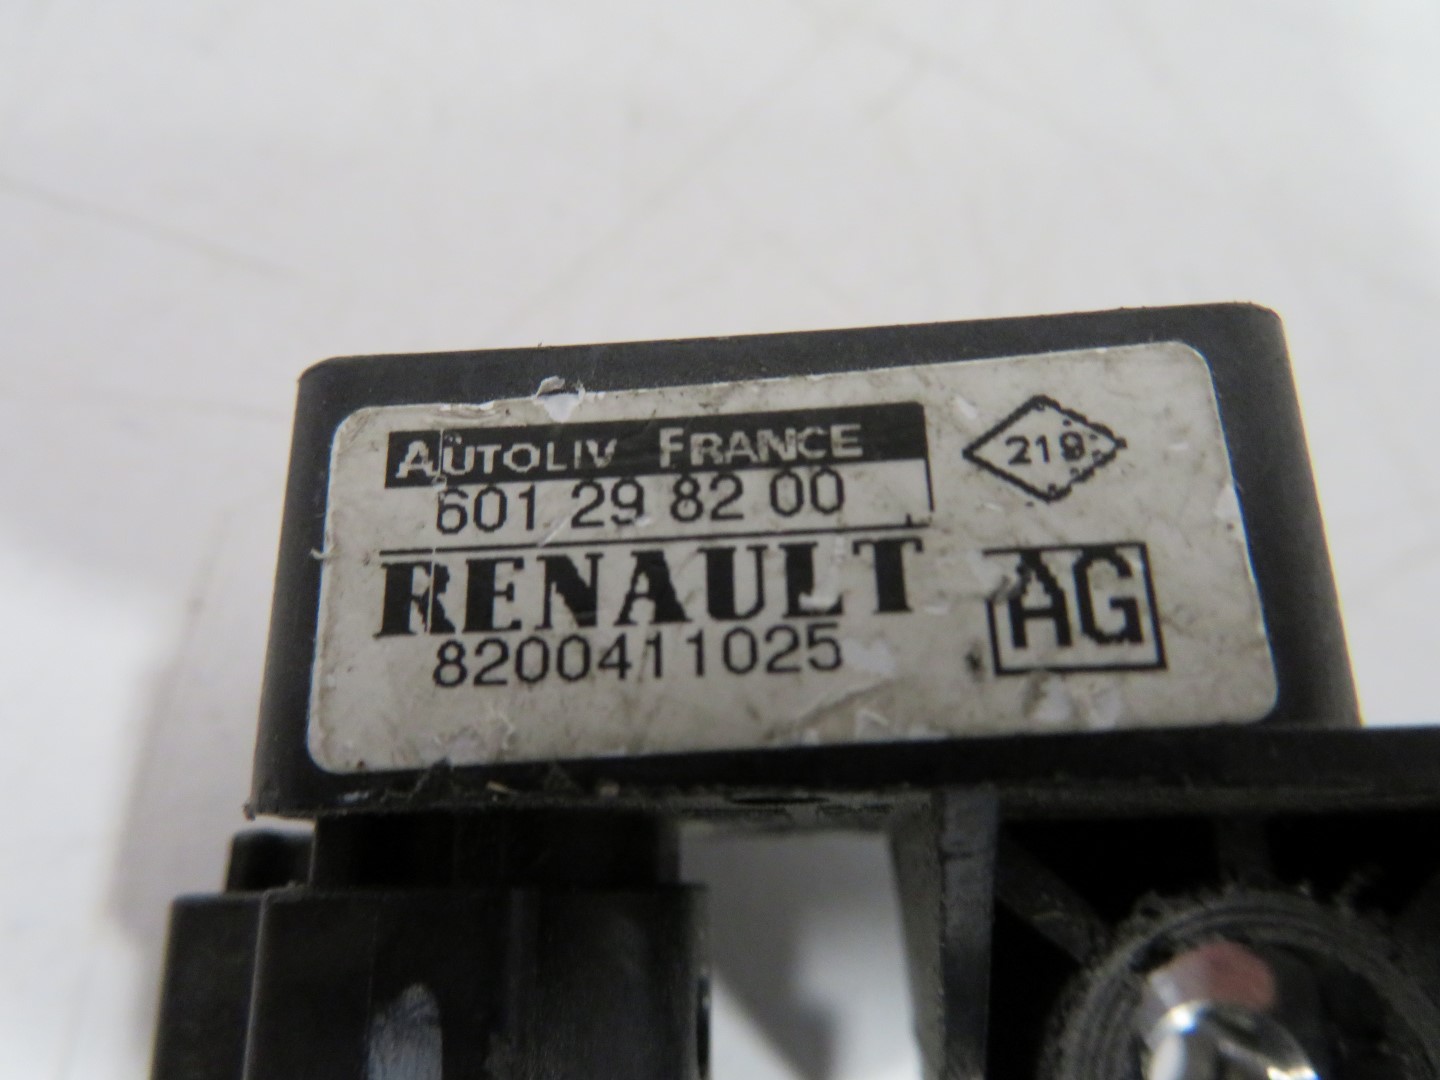 AUTOLIV FRANCE
601 29 82 00
219
RENAULT
8200411025
AG